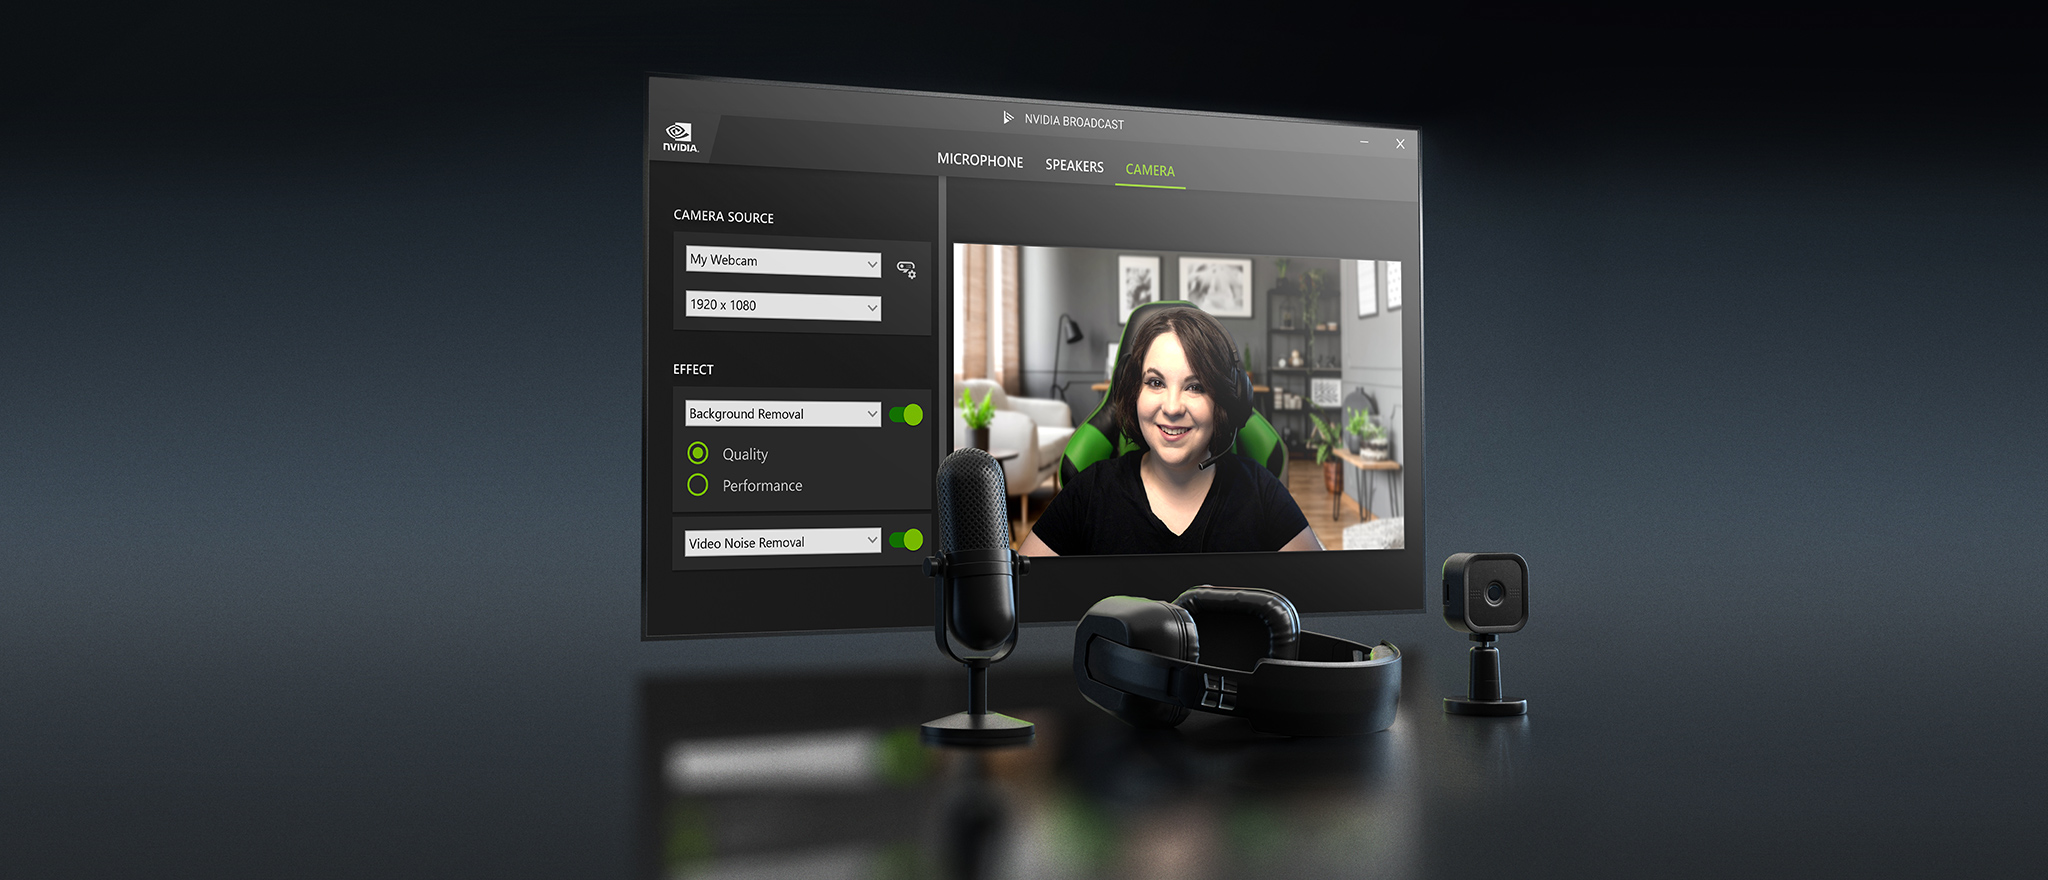 NVIDIA BROADCAST
NVIDIA.
MICROPHONE
SPEAKERS
CAMERA
CAMERA SOURCE
My Webcam
1920 x 1080
EFFECT
Background Removal
Quality
Performance
Video Noise Removal